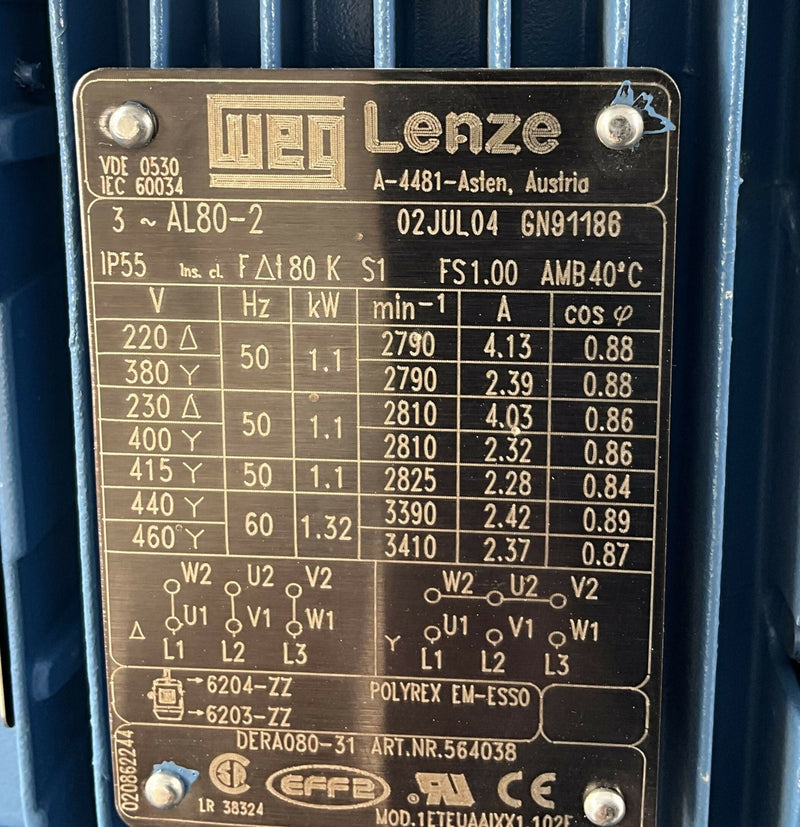 WEG Lenze
VDE 0530
IEC 60034
A-4481-Asten, Austria
3 ~ AL80-2 02JUL04 GN91186
IP55 Ins. cl. F Δt 80 K S1 FS1.00 AMB40°C
V Hz kW min-1 A cos φ
220 Δ 50 1.1 2790 4.13 0.88
380 Y 2790 2.39 0.88
230 Δ 50 1.1 2810 4.03 0.86
400 Y 2810 2.32 0.86
415 Y 50 1.1 2825 2.28 0.84
440 Y 60 1.32 3390 2.42 0.89
460 Y 3410 2.37 0.87
W2 U2 V2 W2 U2 V2
Δ U1 V1 W1 Y U1 V1 W1
L1 L2 L3 L1 L2 L3
→6204-ZZ POLYREX EM-ESSO
→6203-ZZ
DERA080-31 ART.NR.564038
020862244
EFF2 CE
LR 38324
MOD.1ETEUAAIXX1.102F